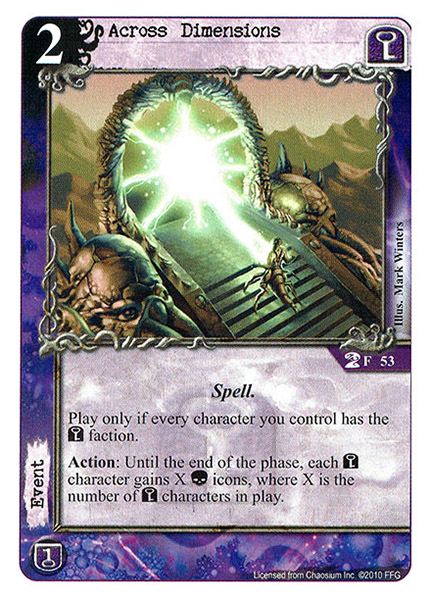 2
Across Dimensions
Illus. Mark Winters
F 53
Spell.
Play only if every character you control has the
faction.
Action: Until the end of the phase, each
character gains X icons, where X is the
number of characters in play.
Event
1
Licensed from Chaosium Inc. ©2010 FFG